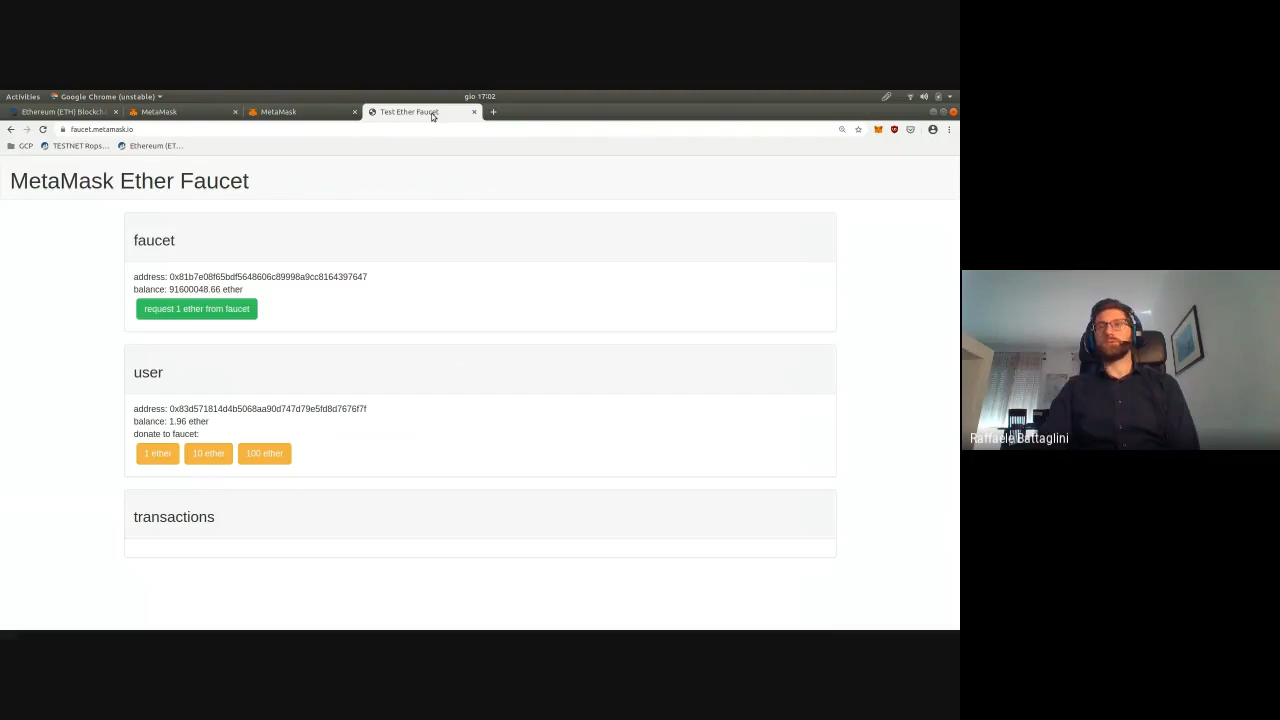 Activities
Google Chrome (unstable)
gio 17:02
Ethereum (ETH) Blockcha
MetaMask
MetaMask
Test Ether Faucet
faucet.metamask.io
GCP
TESTNET Rops...
Ethereum (ET...
MetaMask Ether Faucet
faucet
address: 0x81b7e08f65bdf5648606c89998a9cc8164397647
balance: 91600048.66 ether
request 1 ether from faucet
user
address: 0x83d571814d4b5068aa90d747d79e5fd8d7676f7f
balance: 1.96 ether
donate to faucet:
1 ether
10 ether
100 ether
transactions
Raffaele Battaglini